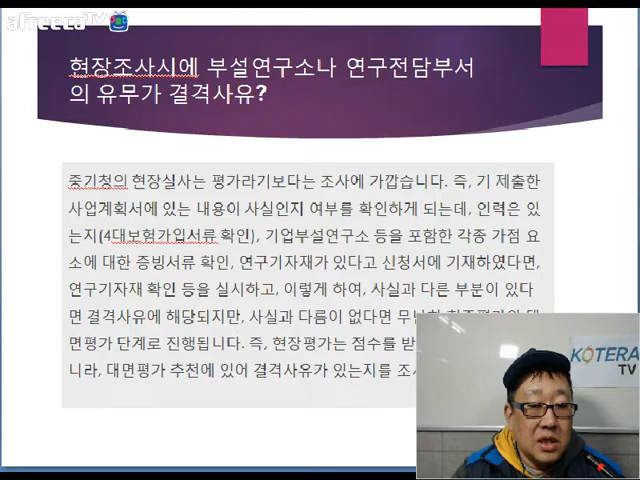 afreecaTV
현장조사시에 부설연구소나 연구전담부서
의 유무가 결격사유?
중기청의 현장실사는 평가라기보다는 조사에 가깝습니다. 즉, 기 제출한
사업계획서에 있는 내용이 사실인지 여부를 확인하게 되는데, 인력은 있
는지(4대보험가입서류 확인), 기업부설연구소 등을 포함한 각종 가점 요
소에 대한 증빙서류 확인, 연구기자재가 있다고 신청서에 기재하였다면,
연구기자재 확인 등을 실시하고, 이렇게 하여, 사실과 다른 부분이 있다
면 결격사유에 해당되지만, 사실과 다름이 없다면
면평가 단계로 진행됩니다. 즉, 현장평가는 점수를
니라, 대면평가 추천에 있어 결격사유가 있는지를
KOTERA
TV